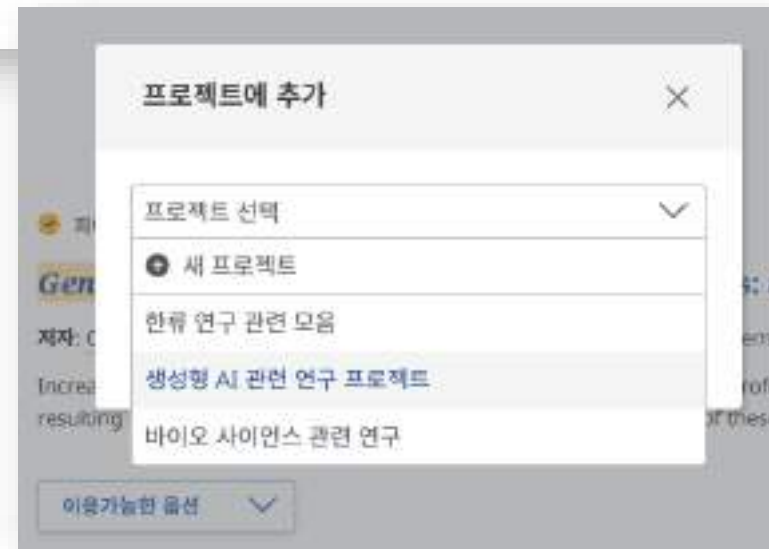 프로젝트에 추가
프로젝트 선택
새 프로젝트
Gen
한류 연구 관련 모음
저자:
생성형 AI 관련 연구 프로젝트
Increa
resulting
of thes
바이오 사이언스 관련 연구
이용가능한 옵션